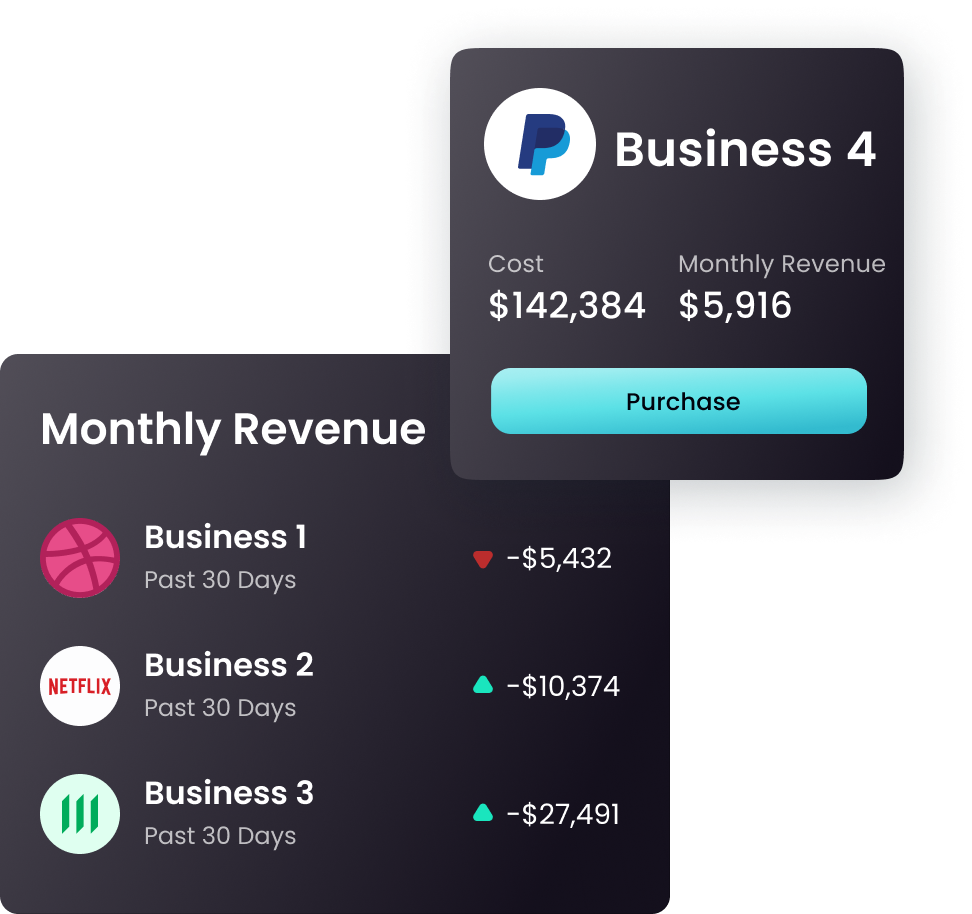 Business 4
Cost
Monthly Revenue
$142,384
$5,916
Purchase
Monthly Revenue
Business 1
Past 30 Days
-$5,432
NETFLIX
Business 2
Past 30 Days
-$10,374
Business 3
Past 30 Days
-$27,491